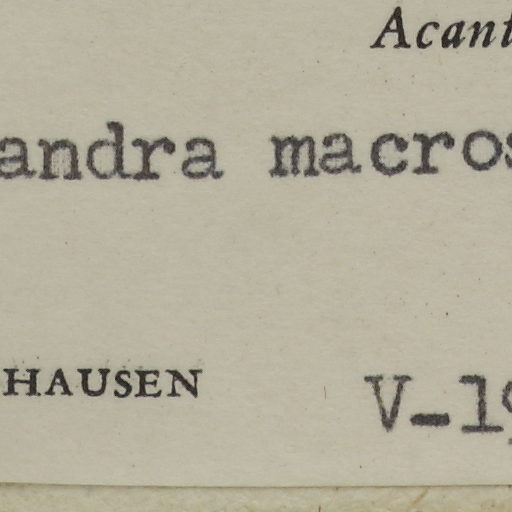 Acant
andra macros
HAUSEN
V-19